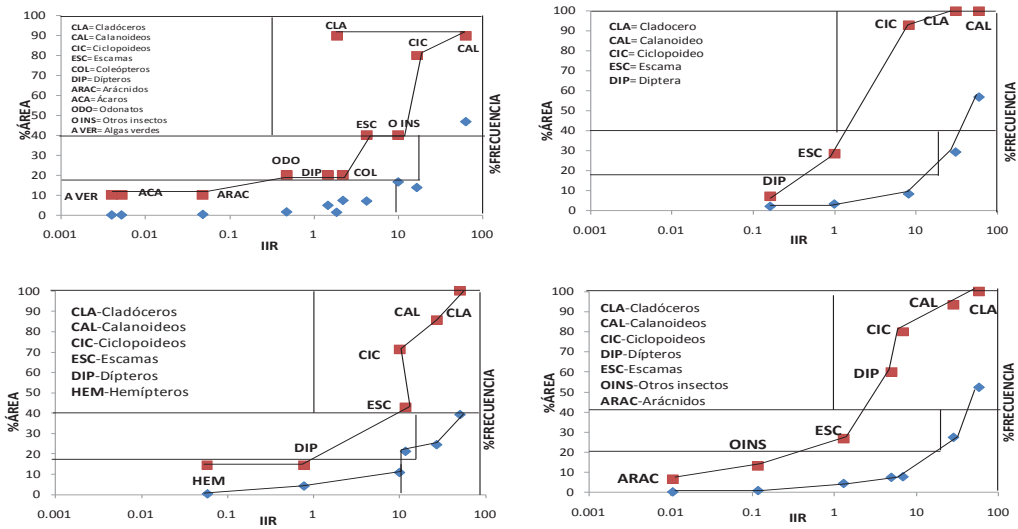 100
90
80
70
60
50
40
30
20
10
0
%ÁREA
CLA=Cladóceros
CAL=Calanoideos
CIC=Ciclopoideos
ESC=Escamas
COL=Coleópteros
DIP=Dípteros
ARAC=Arácnidos
ACA=Ácaros
ODO=Odonatos
O INS=Otros insectos
A VER=Algas verdes
CLA
CIC
CAL
ESC
O INS
ODO
DIP
COL
A VER
ACA
ARAC
%FRECUENCIA
0.001
0.01
0.1
1
10
100
IIR
100
90
80
70
60
50
40
30
20
10
0
%ÁREA
CLA=Cladocero
CAL=Calanoideo
CIC=Ciclopoideo
ESC=Escama
DIP=Diptera
CIC
CLA
CAL
ESC
DIP
%FRECUENCIA
0.001
0.01
0.1
1
10
100
IIR
100
90
80
70
60
50
40
30
20
10
0
%ÁREA
CLA-Cladóceros
CAL-Calanoideos
CIC-Ciclopoideos
ESC-Escamas
DIP-Dípteros
HEM-Hemípteros
CAL
CLA
CIC
ESC
DIP
HEM
%FRECUENCIA
0.001
0.01
0.1
1
10
100
IIR
100
90
80
70
60
50
40
30
20
10
0
%ÁREA
CLA-Cladóceros
CAL-Calanoideos
CIC-Ciclopoideos
DIP-Dípteros
ESC-Escamas
OINS-Otros insectos
ARAC-Arácnidos
CAL
CLA
CIC
DIP
ESC
OINS
ARAC
%FRECUENCIA
0.001
0.01
0.1
1
10
100
IIR